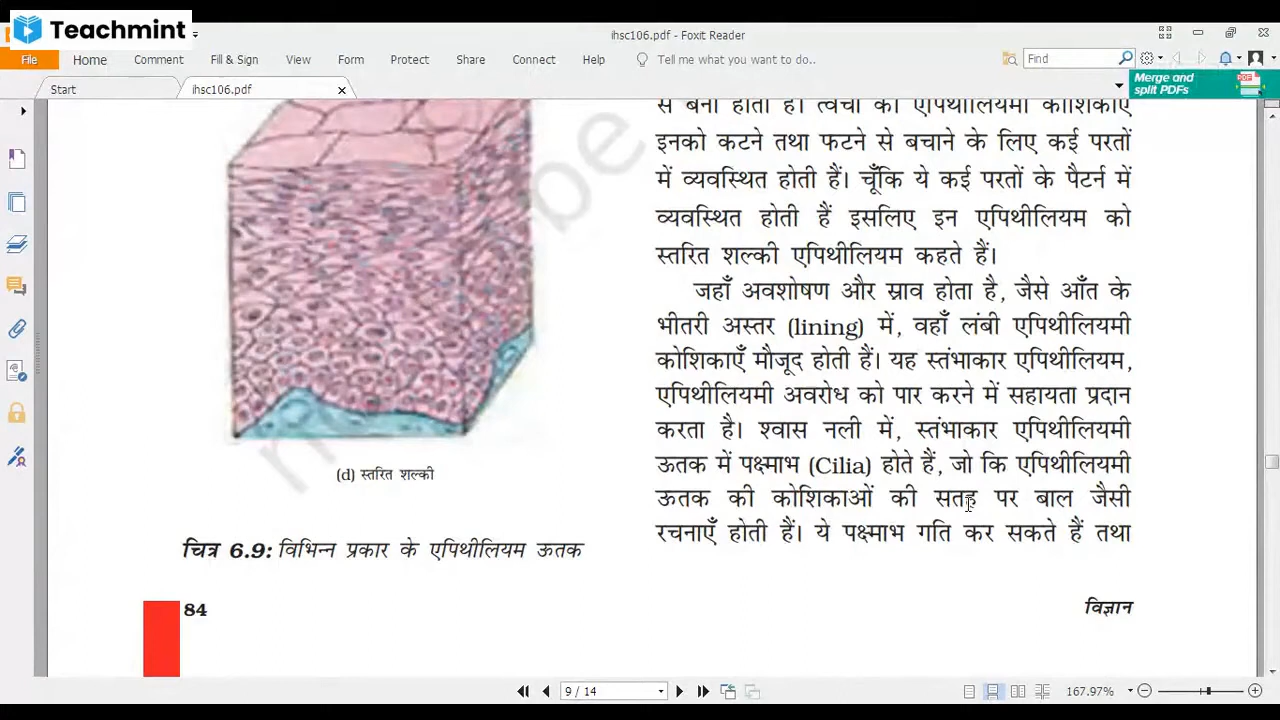 Teachmint
ihsc106.pdf - Foxit Reader
File Home Comment Fill & Sign View Form Protect Share Connect Help Tell me what you want to do.. Find
Start ihsc106.pdf
Merge and
split PDFs
से बना होता है। त्वचा की एपिथीलियमी कोशिकाएँ
इनको कटने तथा फटने से बचाने के लिए कई परतों
में व्यवस्थित होती हैं। चूँकि ये कई परतों के पैटर्न में
व्यवस्थित होती हैं इसलिए इन एपिथीलियम को
स्तरित शल्की एपिथीलियम कहते हैं।
जहाँ अवशोषण और स्राव होता है, जैसे आँत के
भीतरी अस्तर (lining) में, वहाँ लंबी एपिथीलियमी
कोशिकाएँ मौजूद होती हैं। यह स्तंभाकार एपिथीलियम,
एपिथीलियमी अवरोध को पार करने में सहायता प्रदान
करता है। श्वास नली में, स्तंभाकार एपिथीलियमी
ऊतक में पक्ष्माभ (Cilia) होते हैं, जो कि एपिथीलियमी
ऊतक की कोशिकाओं की सतह पर बाल जैसी
रचनाएँ होती हैं। ये पक्ष्माभ गति कर सकते हैं तथा
(d) स्तरित शल्की
चित्र 6.9: विभिन्न प्रकार के एपिथीलियम ऊतक
84
विज्ञान
9 / 14
167.97%